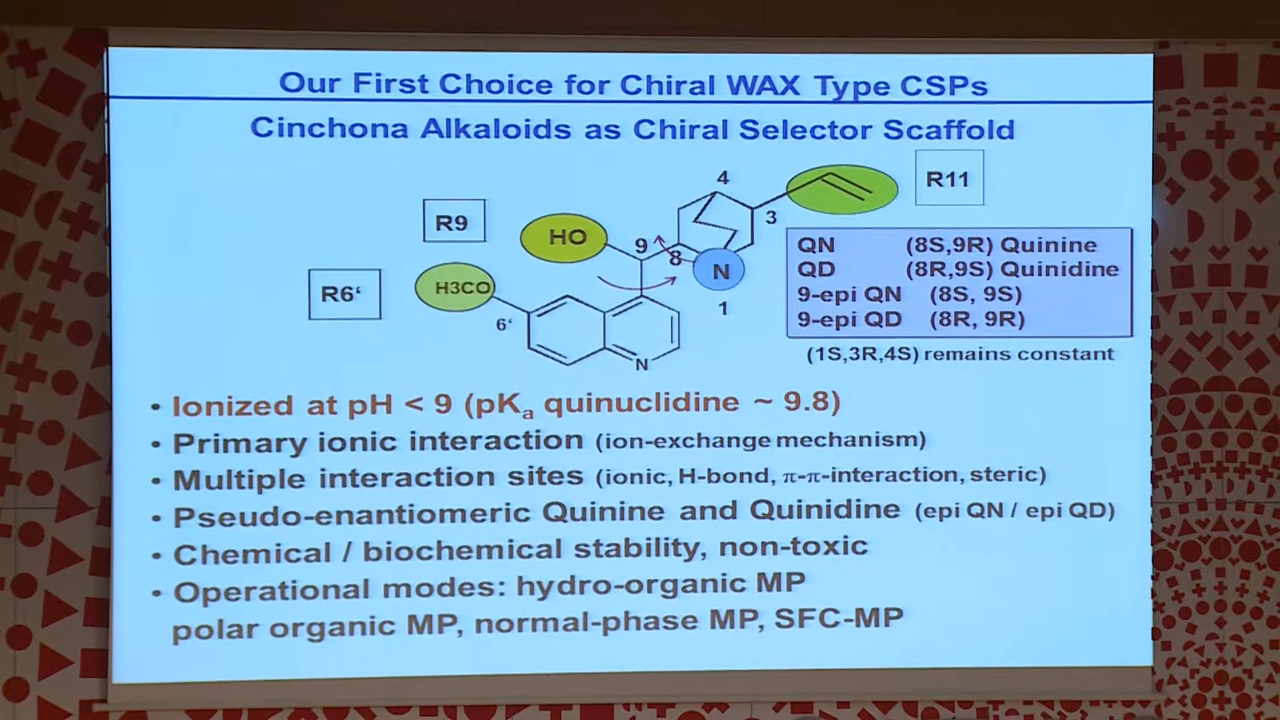 Our First Choice for Chiral WAX Type CSPs
Cinchona Alkaloids as Chiral Selector Scaffold
4
R11
R9
3
HO
9
8
N
QN (8S,9R) Quinine
QD (8R,9S) Quinidine
9-epi QN (8S, 9S)
9-epi QD (8R, 9R)
R6‘
H3CO
1
6‘
N
(1S,3R,4S) remains constant
• Ionized at pH < 9 (pKa quinuclidine ~ 9.8)
• Primary ionic interaction (ion-exchange mechanism)
• Multiple interaction sites (ionic, H-bond, π-π-interaction, steric)
• Pseudo-enantiomeric Quinine and Quinidine (epi QN / epi QD)
• Chemical / biochemical stability, non-toxic
• Operational modes: hydro-organic MP
polar organic MP, normal-phase MP, SFC-MP